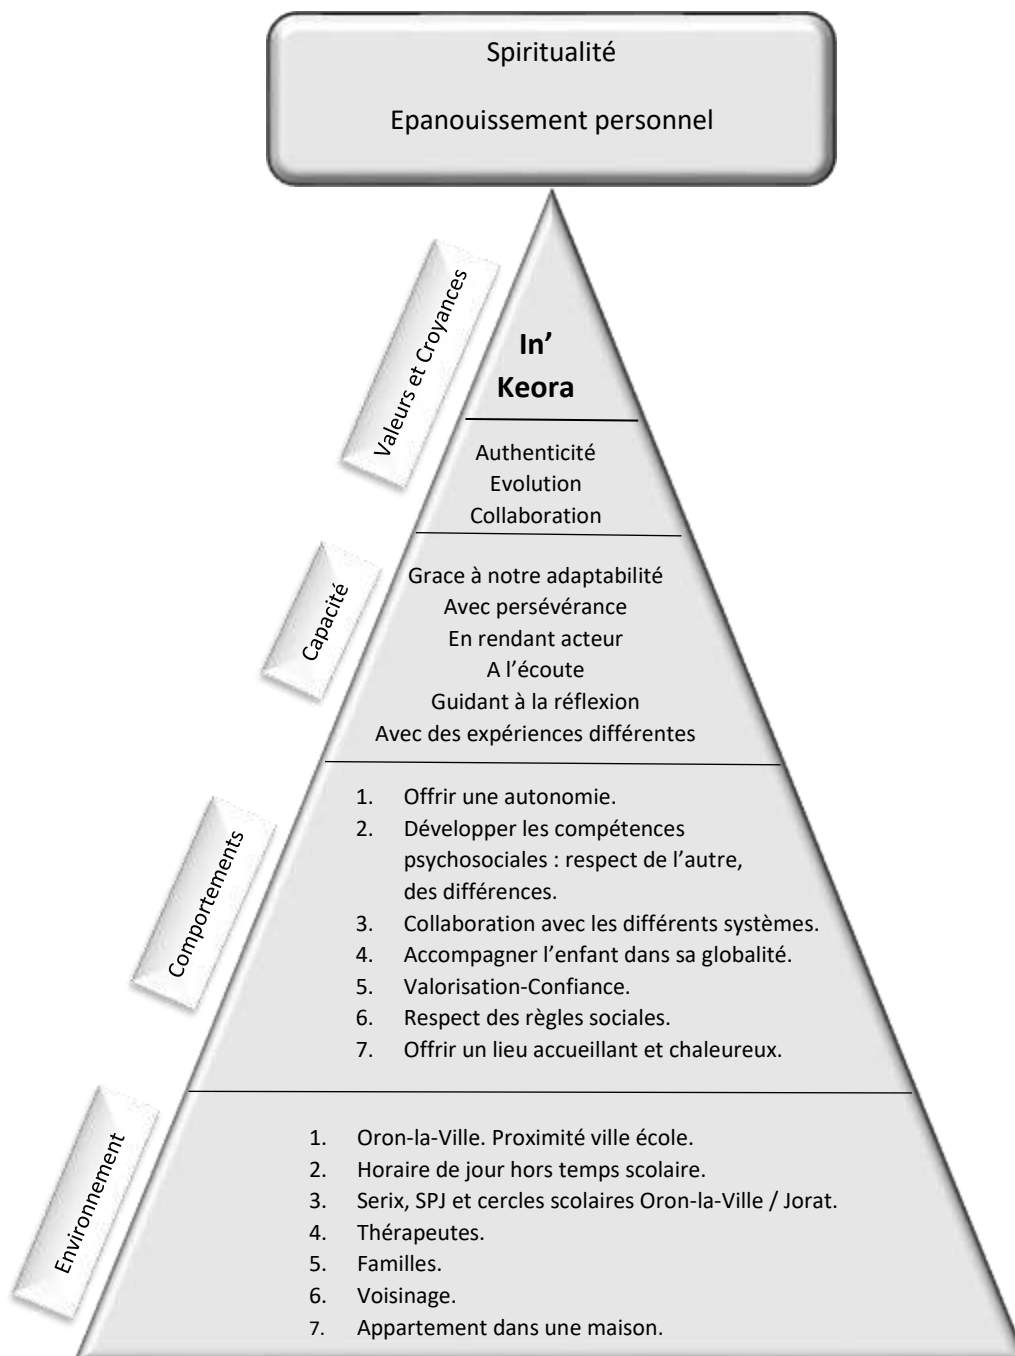 Spiritualité
Epanouissement personnel
Valeurs et Croyances
In’
Keora
Authenticité
Evolution
Collaboration
Capacité
Grace à notre adaptabilité
Avec persévérance
En rendant acteur
A l’écoute
Guidant à la réflexion
Avec des expériences différentes
Comportements
1. Offrir une autonomie.
2. Développer les compétences
psychosociales : respect de l’autre,
des différences.
3. Collaboration avec les différents systèmes.
4. Accompagner l’enfant dans sa globalité.
5. Valorisation-Confiance.
6. Respect des règles sociales.
7. Offrir un lieu accueillant et chaleureux.
Environnement
1. Oron-la-Ville. Proximité ville école.
2. Horaire de jour hors temps scolaire.
3. Serix, SPJ et cercles scolaires Oron-la-Ville / Jorat.
4. Thérapeutes.
5. Familles.
6. Voisinage.
7. Appartement dans une maison.